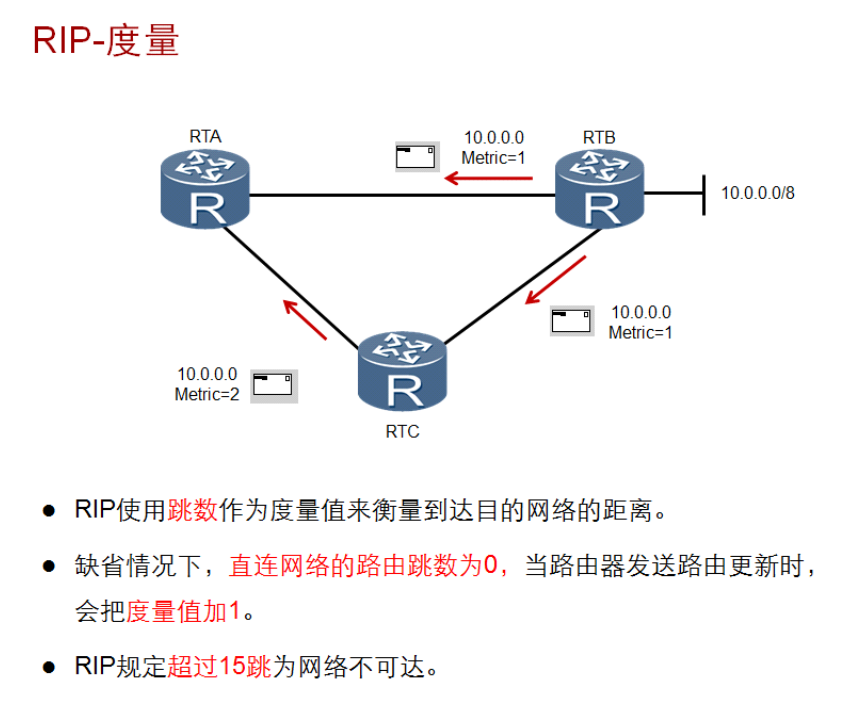 RIP-度量
RTA
10.0.0.0
Metric=1
RTB
R
R
10.0.0.0/8
10.0.0.0
Metric=1
10.0.0.0
Metric=2
R
RTC
● RIP使用跳数作为度量值来衡量到达目的网络的距离。
● 缺省情况下，直连网络的路由跳数为0，当路由器发送路由更新时，
会把度量值加1。
● RIP规定超过15跳为网络不可达。